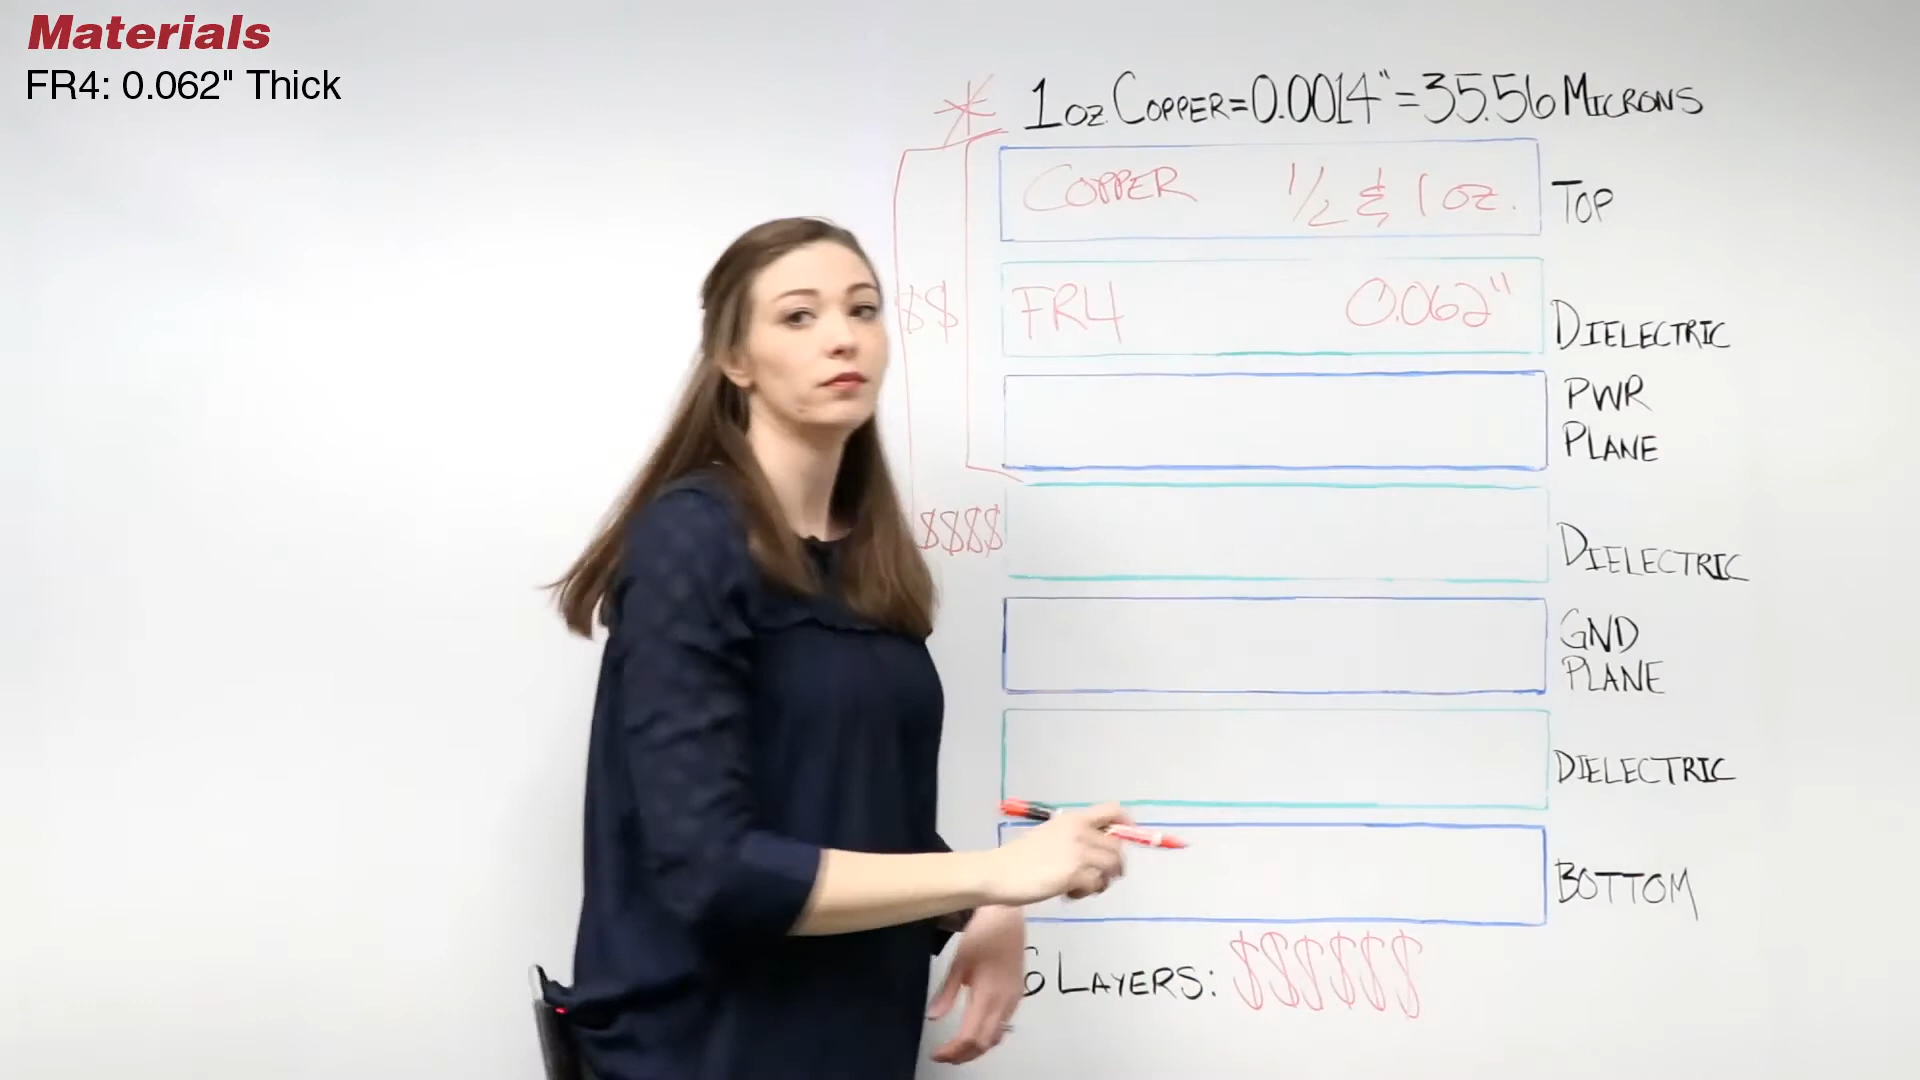 Materials
FR4: 0.062" Thick
* 1oz. COPPER=0.0014"=35.56 MICRONS
COPPER 1/2 & 1oz. TOP
FR4 0.062" DIELECTRIC
$$
PWR
PLANE
$$$$
DIELECTRIC
GND
PLANE
DIELECTRIC
BOTTOM
6 LAYERS: $$$$$$